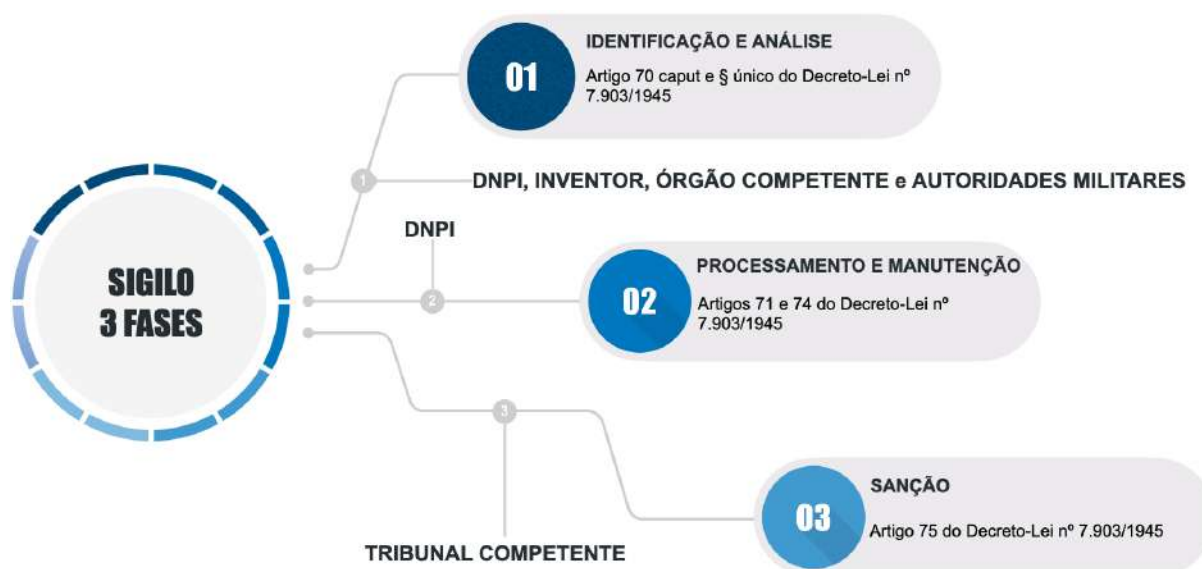 01
IDENTIFICAÇÃO E ANÁLISE
Artigo 70 caput e § único do Decreto-Lei nº
7.903/1945
1
DNPI, INVENTOR, ÓRGÃO COMPETENTE e AUTORIDADES MILITARES
SIGILO
3 FASES
DNPI
2
02
PROCESSAMENTO E MANUTENÇÃO
Artigos 71 e 74 do Decreto-Lei nº
7.903/1945
3
TRIBUNAL COMPETENTE
03
SANÇÃO
Artigo 75 do Decreto-Lei nº 7.903/1945